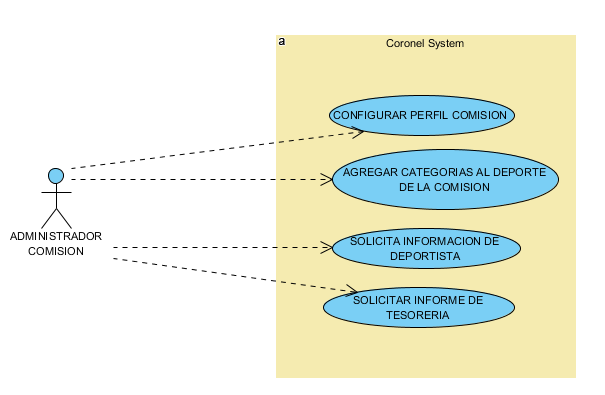 a
Coronel System
CONFIGURAR PERFIL COMISION
AGREGAR CATEGORIAS AL DEPORTE
DE LA COMISION
ADMINISTRADOR
COMISION
SOLICITA INFORMACION DE
DEPORTISTA
SOLICITAR INFORME DE
TESORERIA